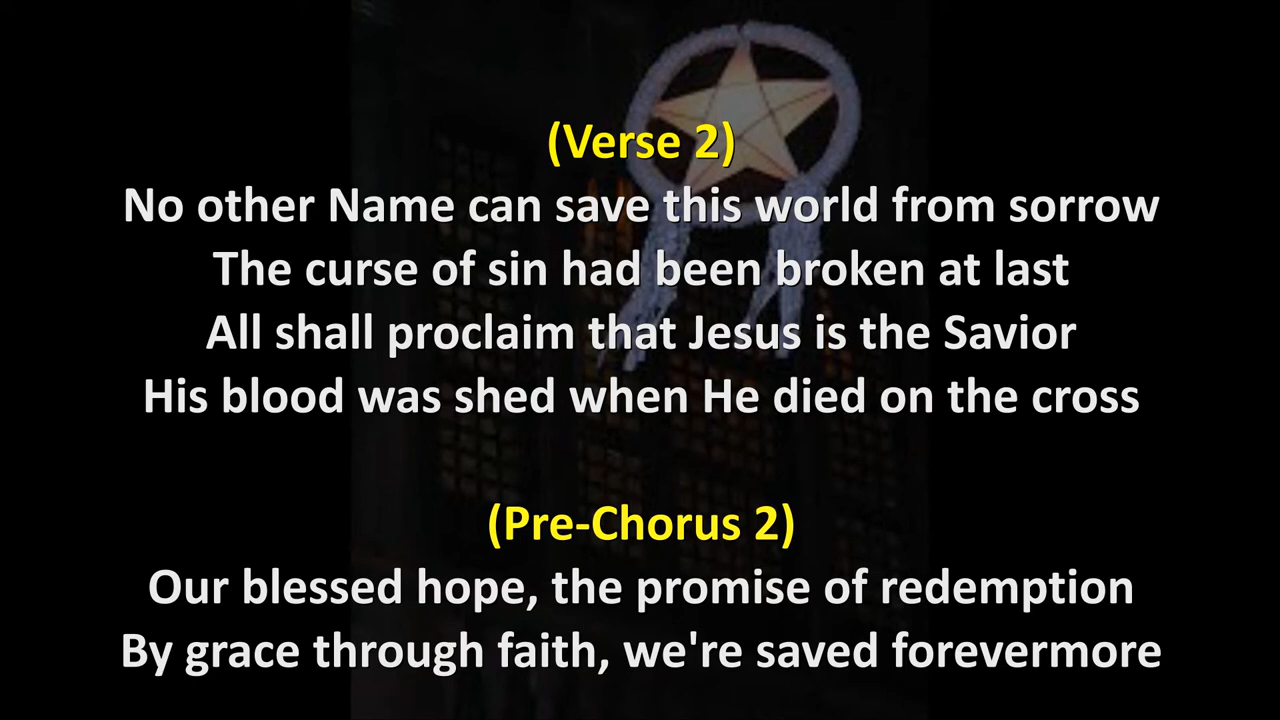 (Verse 2)
No other Name can save this world from sorrow
The curse of sin had been broken at last
All shall proclaim that Jesus is the Savior
His blood was shed when He died on the cross
(Pre-Chorus 2)
Our blessed hope, the promise of redemption
By grace through faith, we're saved forevermore